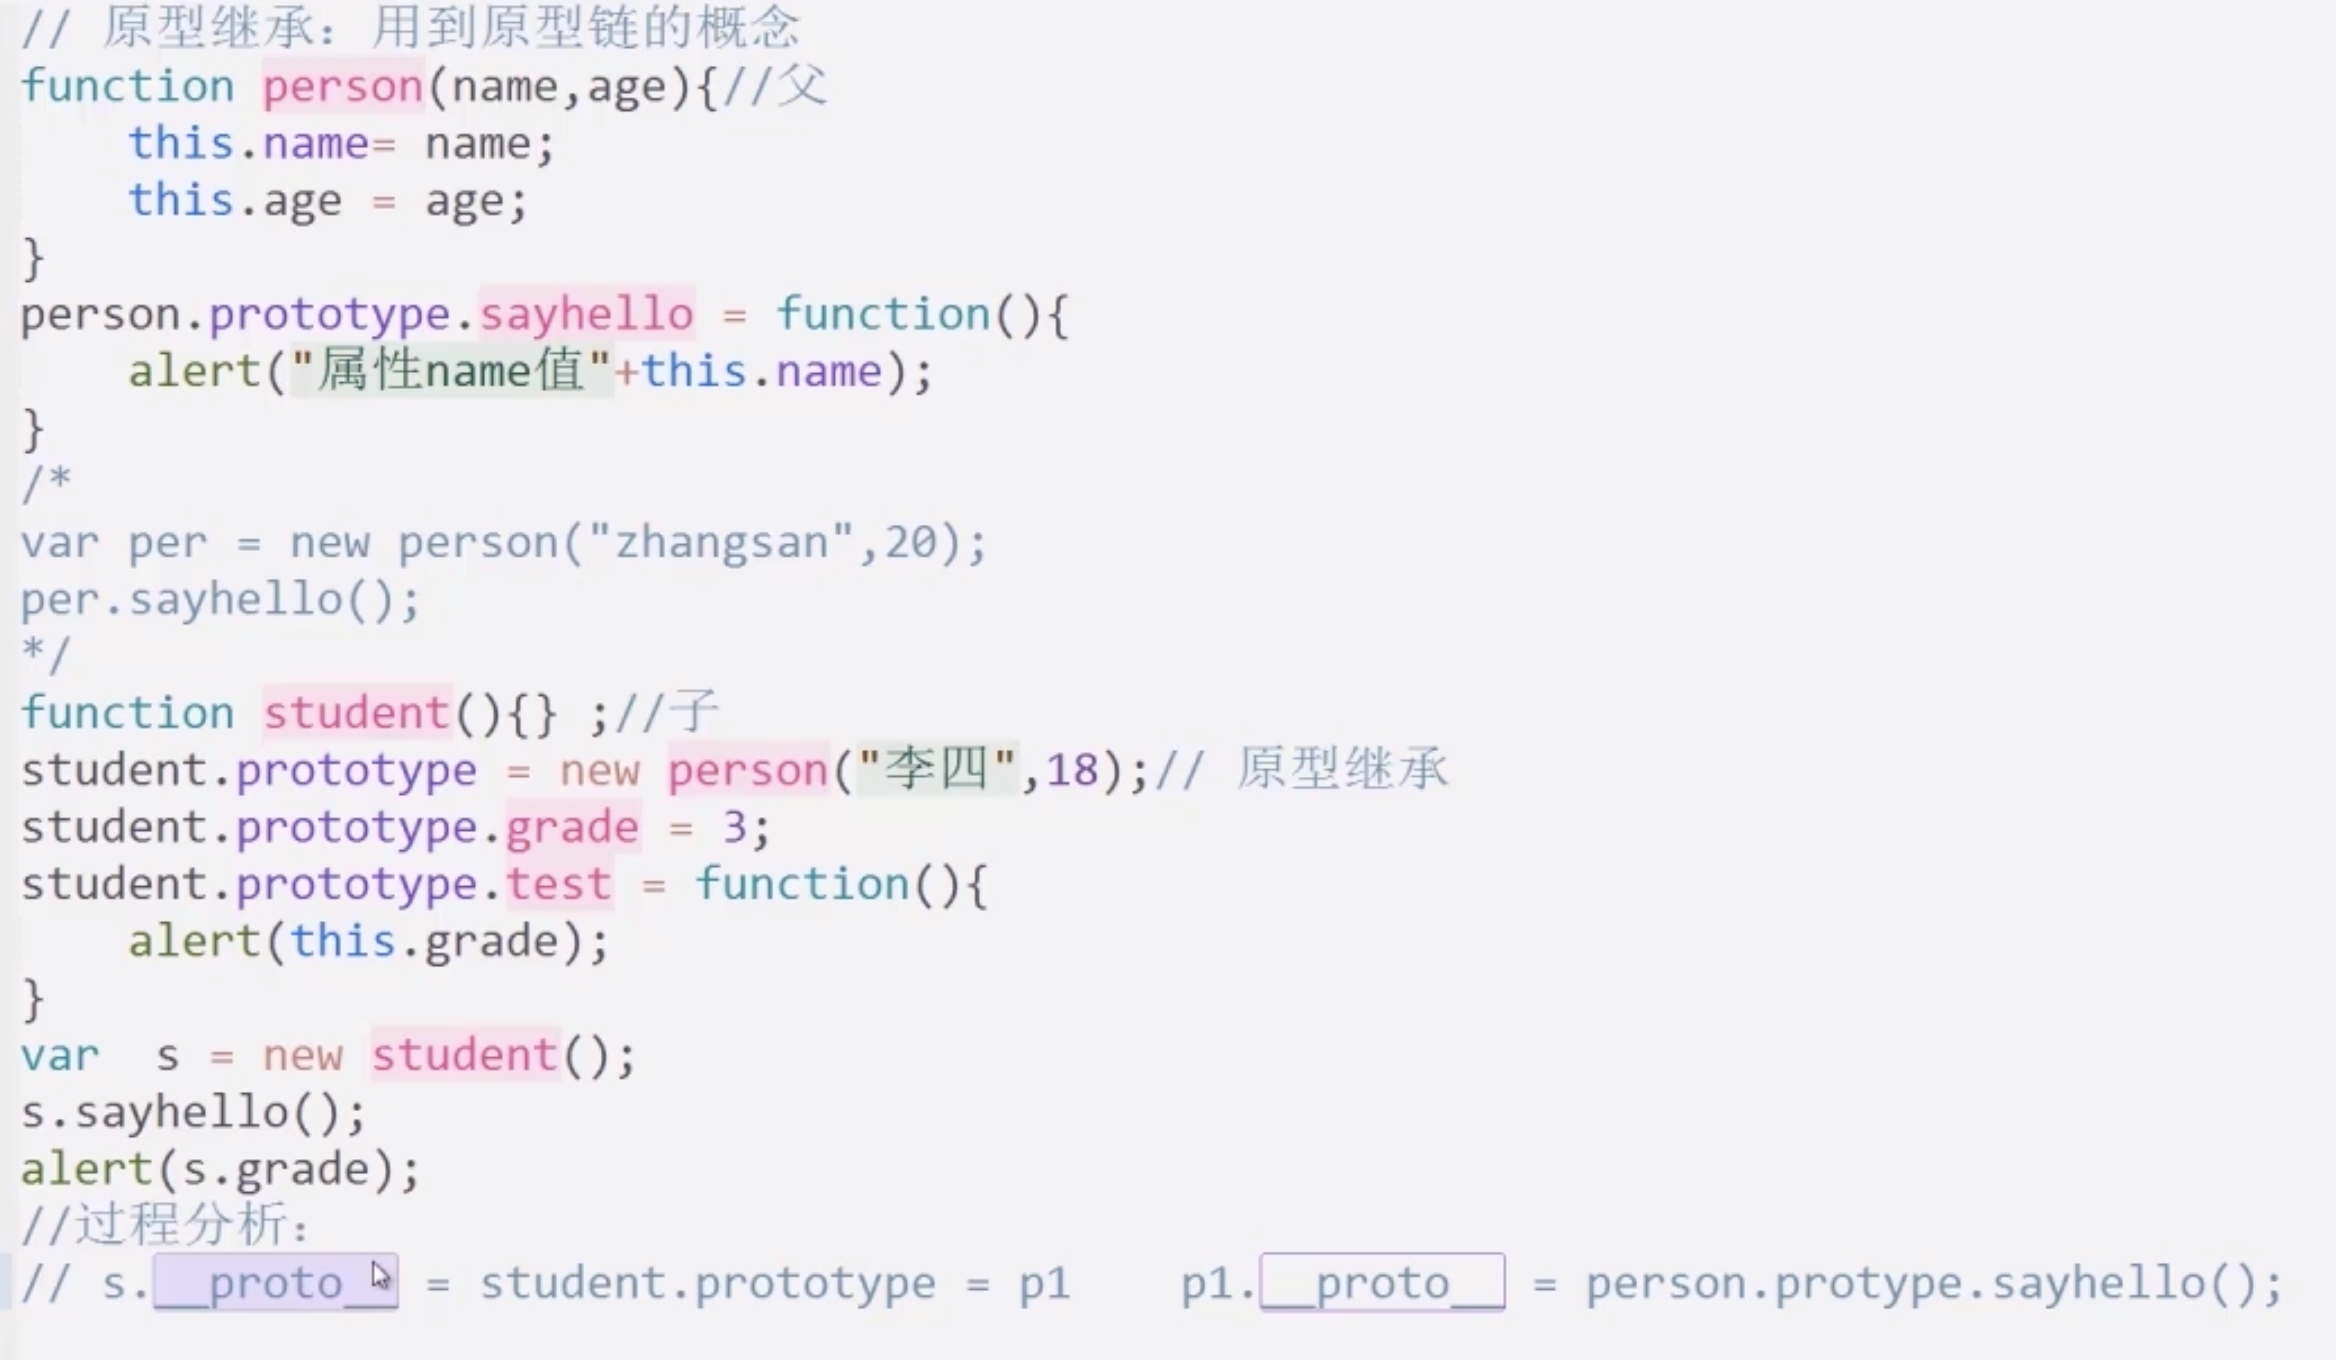 // 原型继承：用到原型链的概念
function person(name,age){//父
    this.name= name;
    this.age = age;
}
person.prototype.sayhello = function(){
    alert("属性name值"+this.name);
}
/*
var per = new person("zhangsan",20);
per.sayhello();
*/
function student(){} ;//子
student.prototype = new person("李四",18);// 原型继承
student.prototype.grade = 3;
student.prototype.test = function(){
    alert(this.grade);
}
var  s = new student();
s.sayhello();
alert(s.grade);
//过程分析：
// s.__proto__ = student.prototype = p1    p1.__proto__ = person.protype.sayhello();